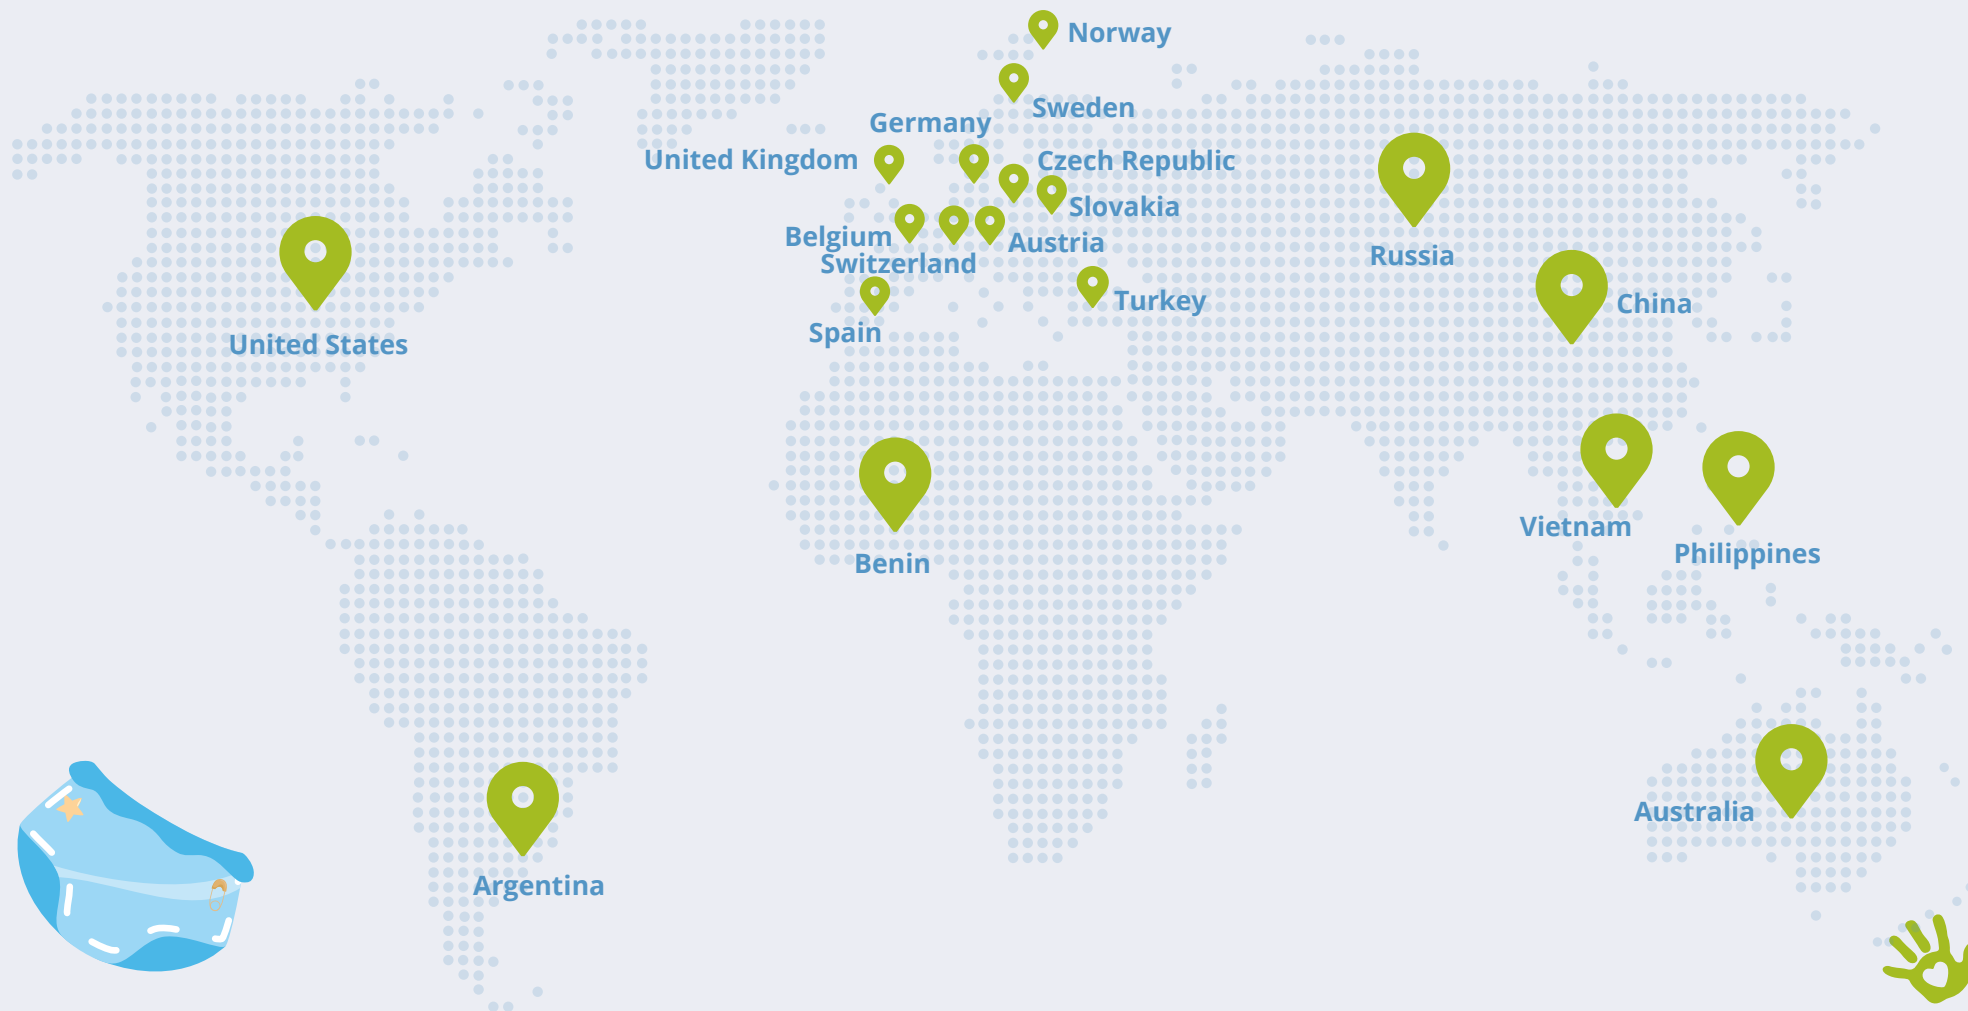 Norway
Sweden
Germany
United Kingdom
Czech Republic
Slovakia
Belgium
Austria
Switzerland
Russia
Turkey
China
Spain
United States
Vietnam
Philippines
Benin
Australia
Argentina